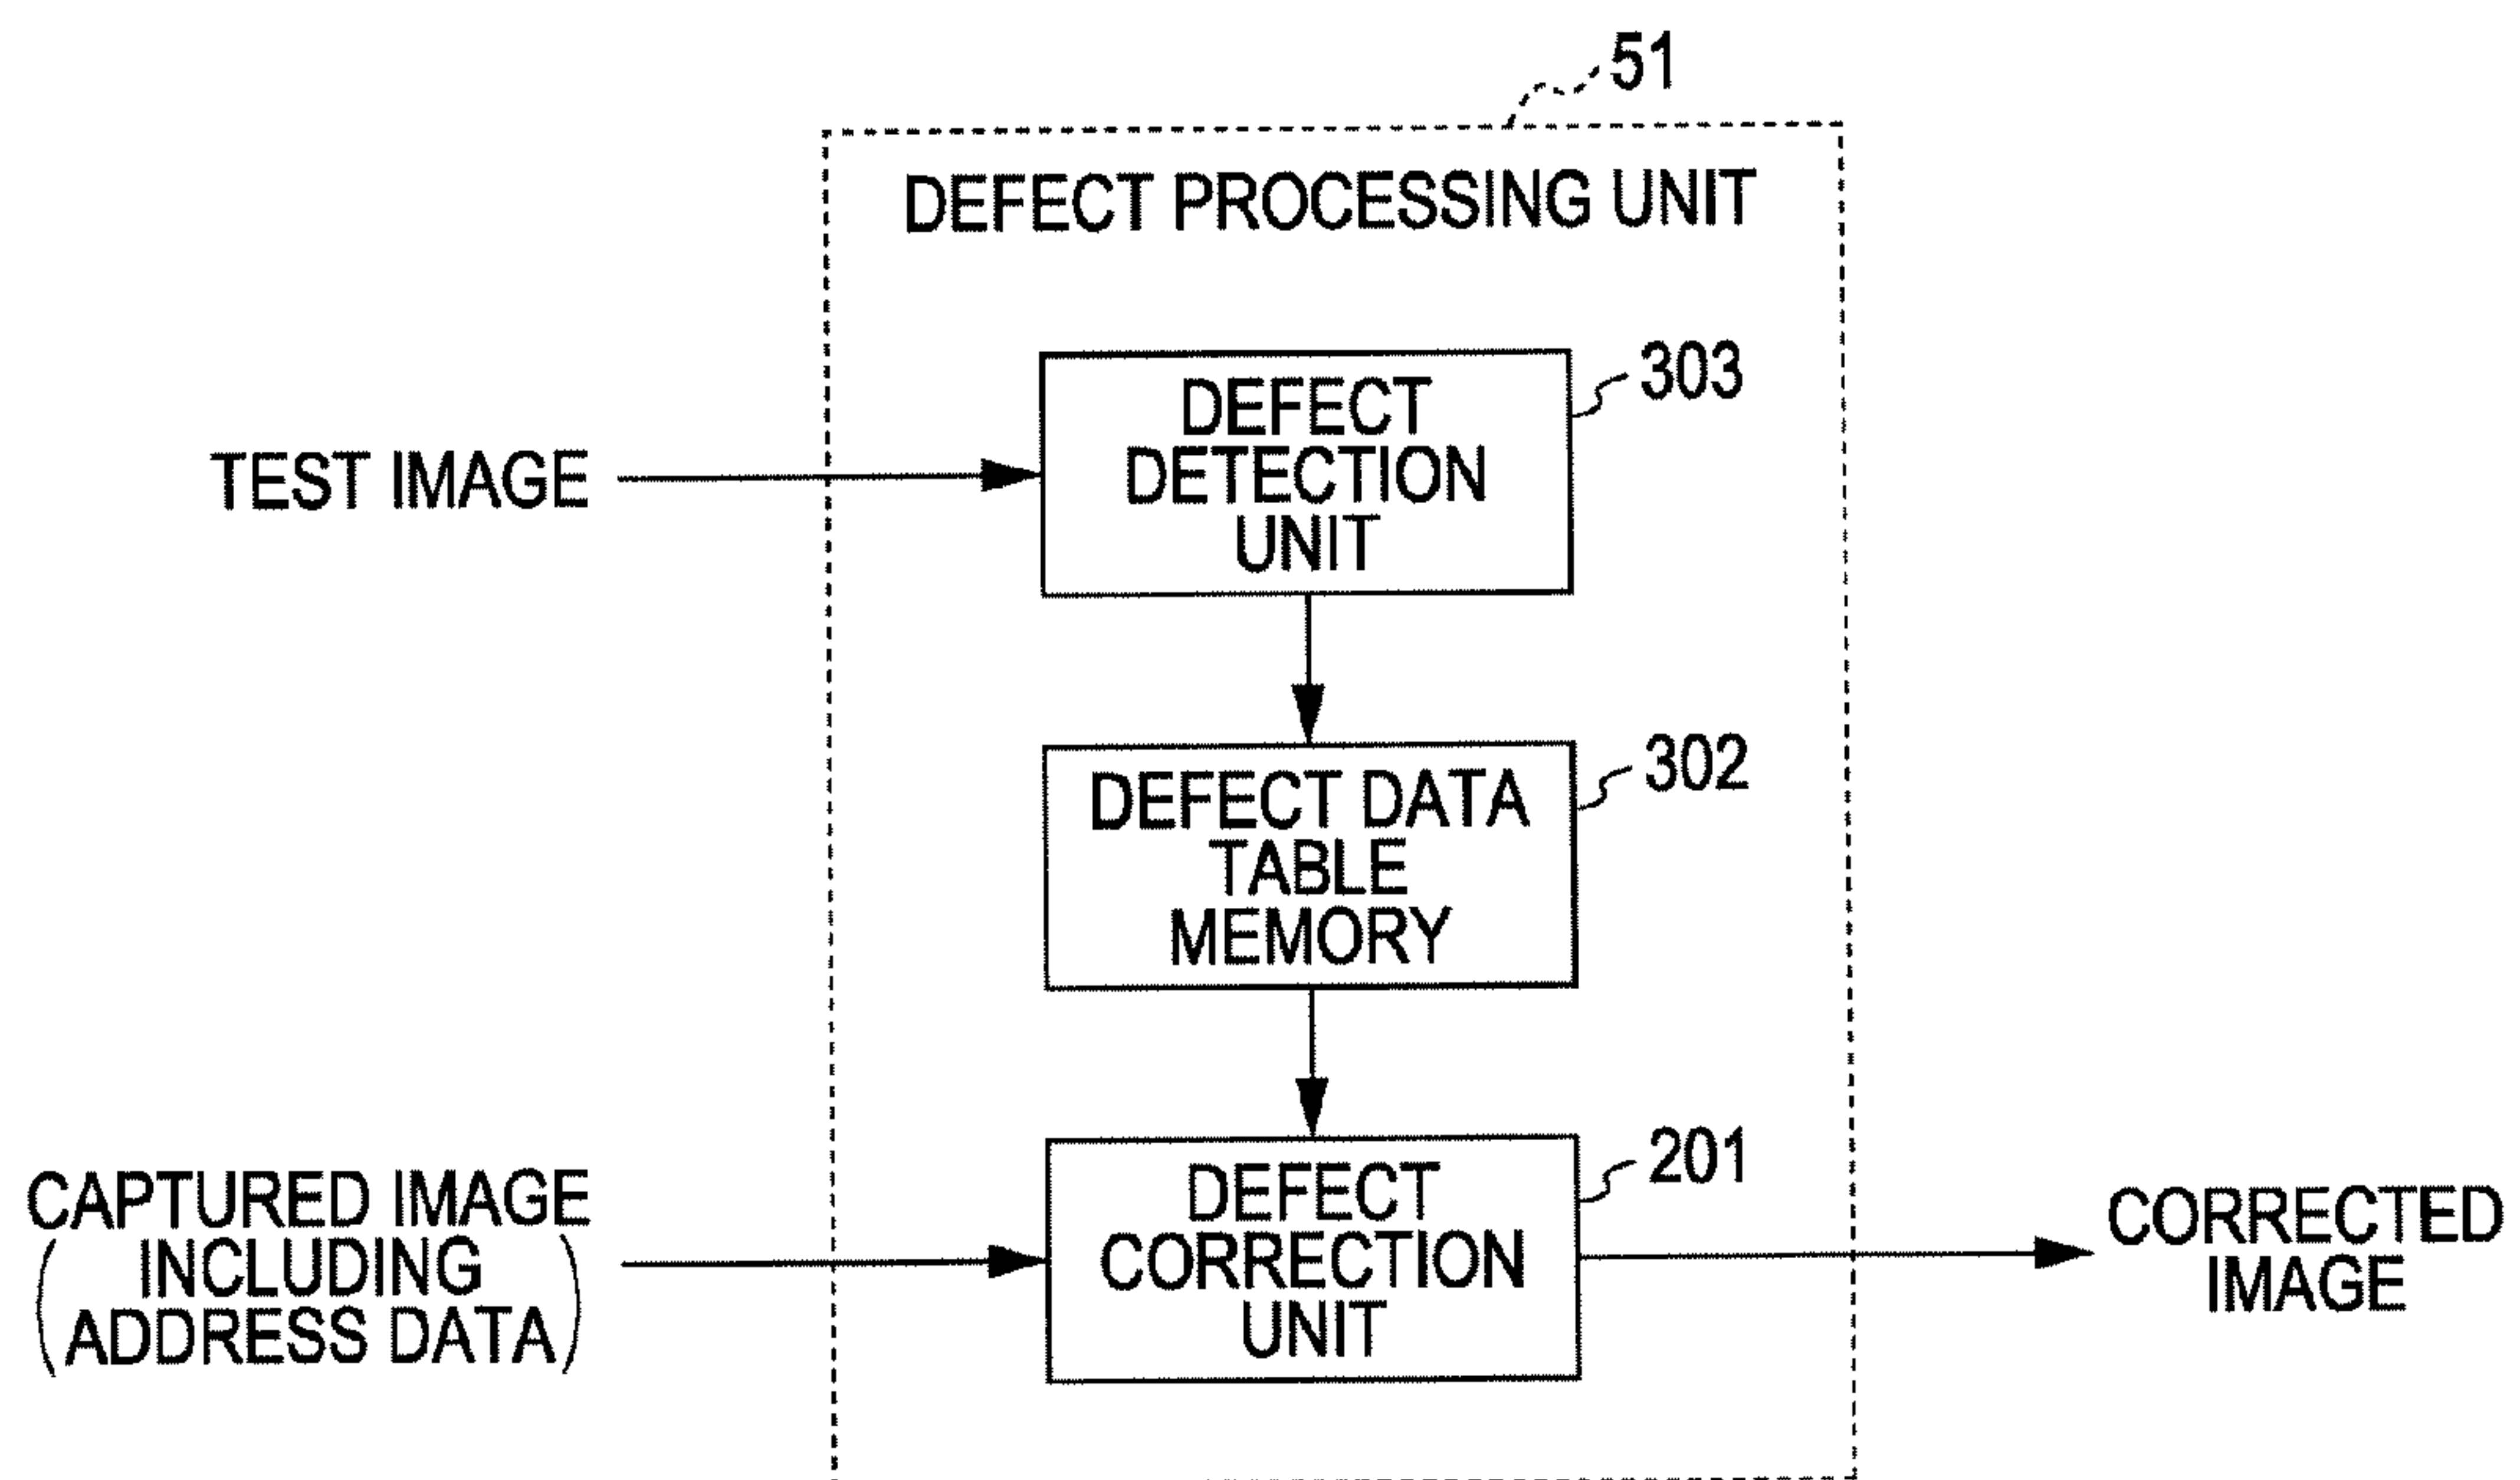 51
DEFECT PROCESSING UNIT
303
DEFECT
DETECTION
UNIT
TEST IMAGE
302
DEFECT DATA
TABLE
MEMORY
201
DEFECT
CORRECTION
UNIT
CAPTURED IMAGE
(INCLUDING
ADDRESS DATA)
CORRECTED
IMAGE